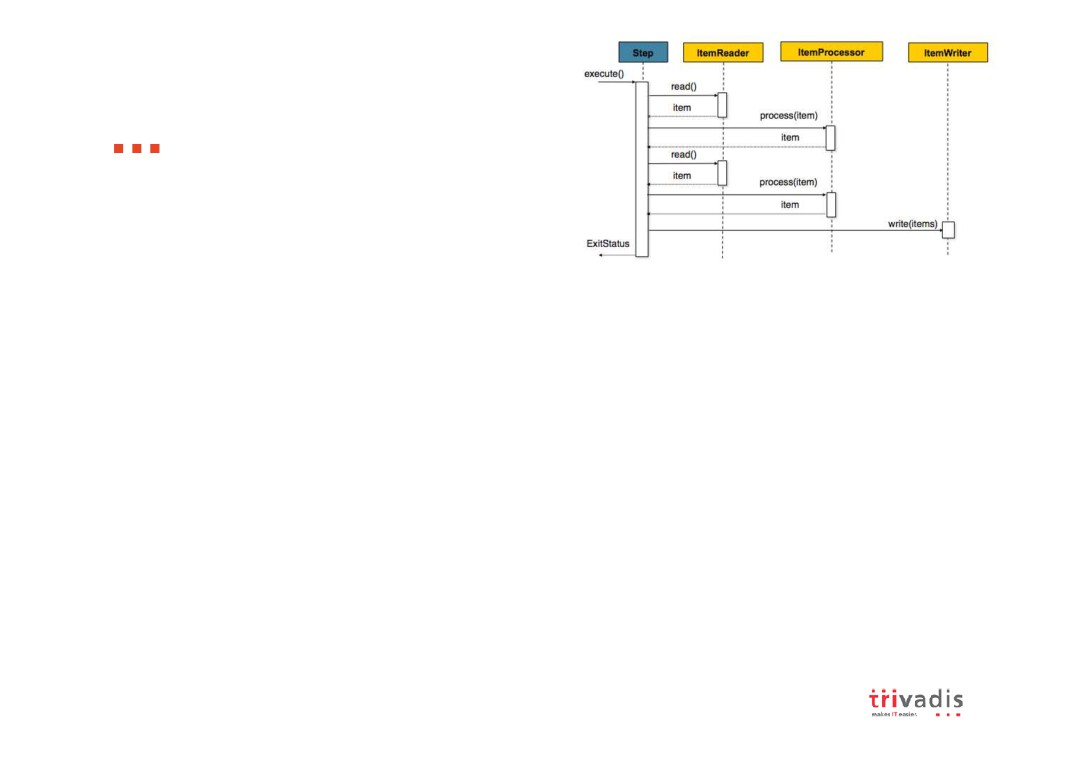 Step ItemReader ItemProcessor ItemWriter
execute()
read()
item
process(item)
item
read()
item
process(item)
item
write(items)
ExitStatus
trivadis
makes IT easier.